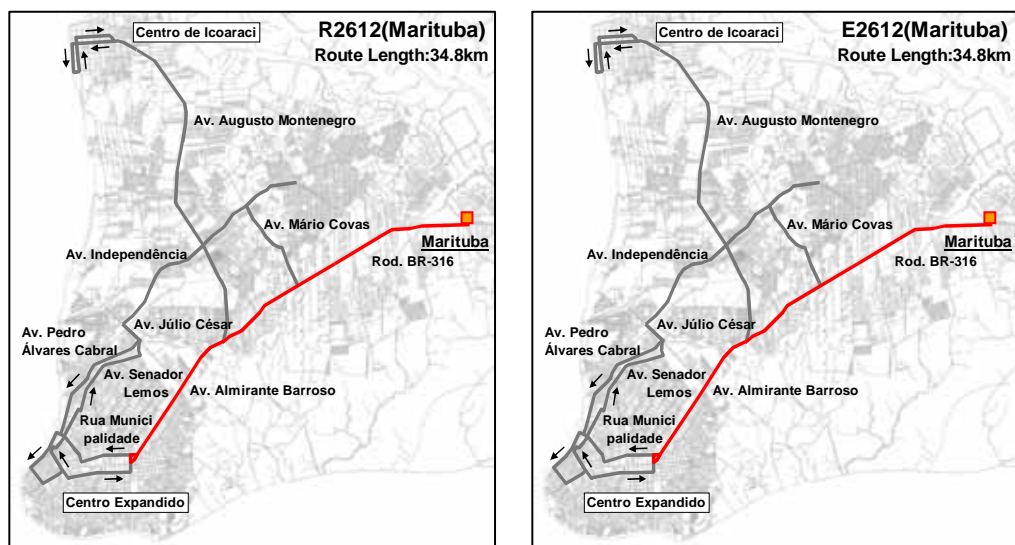 R2612(Marituba)
Route Length:34.8km
Centro de Icoaraci
Av. Augusto Montenegro
Av. Mário Covas
Av. Independência
Marituba
Rod. BR-316
Av. Júlio César
Av. Pedro
Álvares Cabral
Av. Senador
Lemos
Av. Almirante Barroso
Rua Munici
palidade
Centro Expandido
E2612(Marituba)
Route Length:34.8km
Centro de Icoaraci
Av. Augusto Montenegro
Av. Mário Covas
Av. Independência
Marituba
Rod. BR-316
Av. Júlio César
Av. Pedro
Álvares Cabral
Av. Senador
Lemos
Av. Almirante Barroso
Rua Munici
palidade
Centro Expandido